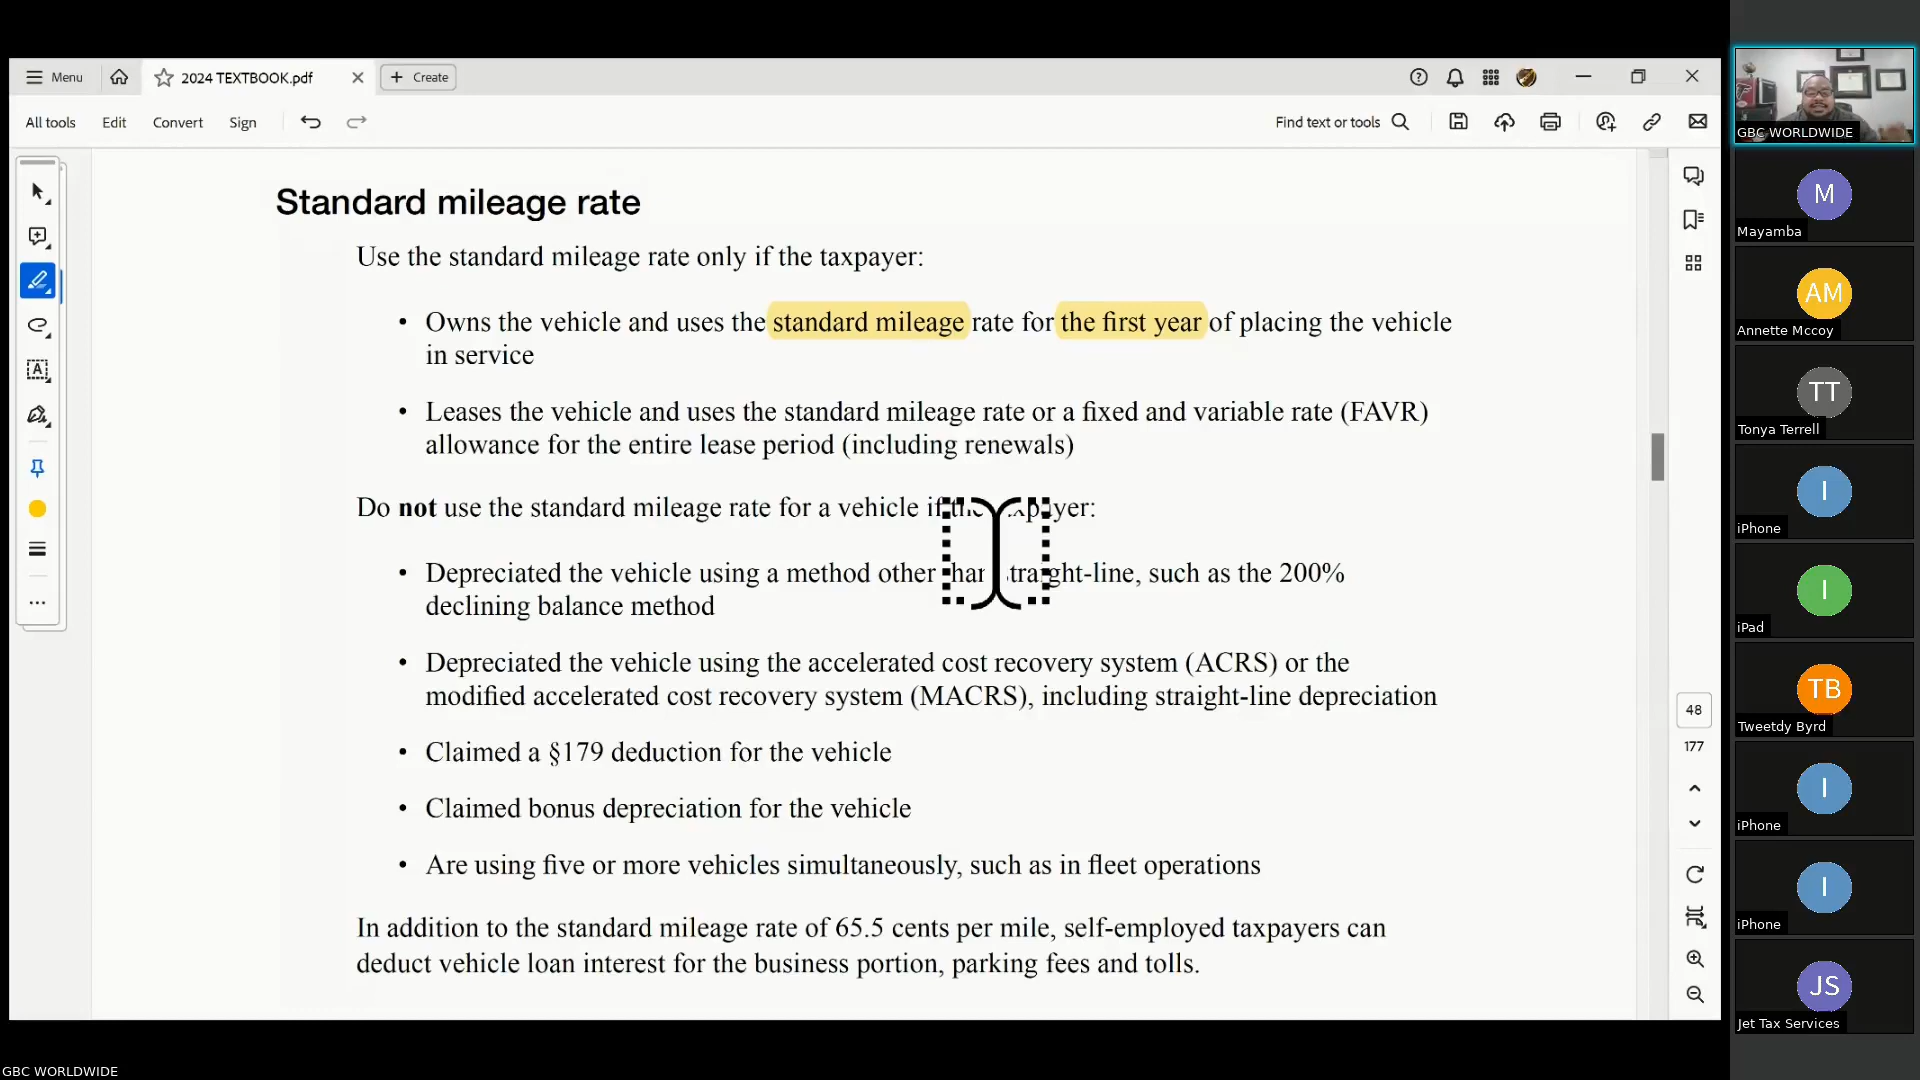 Menu
2024 TEXTBOOK.pdf
Create
All tools
Edit
Convert
Sign
Find text or tools
Standard mileage rate
Use the standard mileage rate only if the taxpayer:
• Owns the vehicle and uses the standard mileage rate for the first year of placing the vehicle
in service
• Leases the vehicle and uses the standard mileage rate or a fixed and variable rate (FAVR)
allowance for the entire lease period (including renewals)
Do not use the standard mileage rate for a vehicle if the taxpayer:
• Depreciated the vehicle using a method other than straight-line, such as the 200%
declining balance method
• Depreciated the vehicle using the accelerated cost recovery system (ACRS) or the
modified accelerated cost recovery system (MACRS), including straight-line depreciation
• Claimed a §179 deduction for the vehicle
• Claimed bonus depreciation for the vehicle
• Are using five or more vehicles simultaneously, such as in fleet operations
In addition to the standard mileage rate of 65.5 cents per mile, self-employed taxpayers can
deduct vehicle loan interest for the business portion, parking fees and tolls.
48
177
GBC WORLDWIDE
M
Mayamba
AM
Annette Mccoy
TT
Tonya Terrell
I
iPhone
I
iPad
TB
Tweetdy Byrd
I
iPhone
I
iPhone
JS
Jet Tax Services
GBC WORLDWIDE